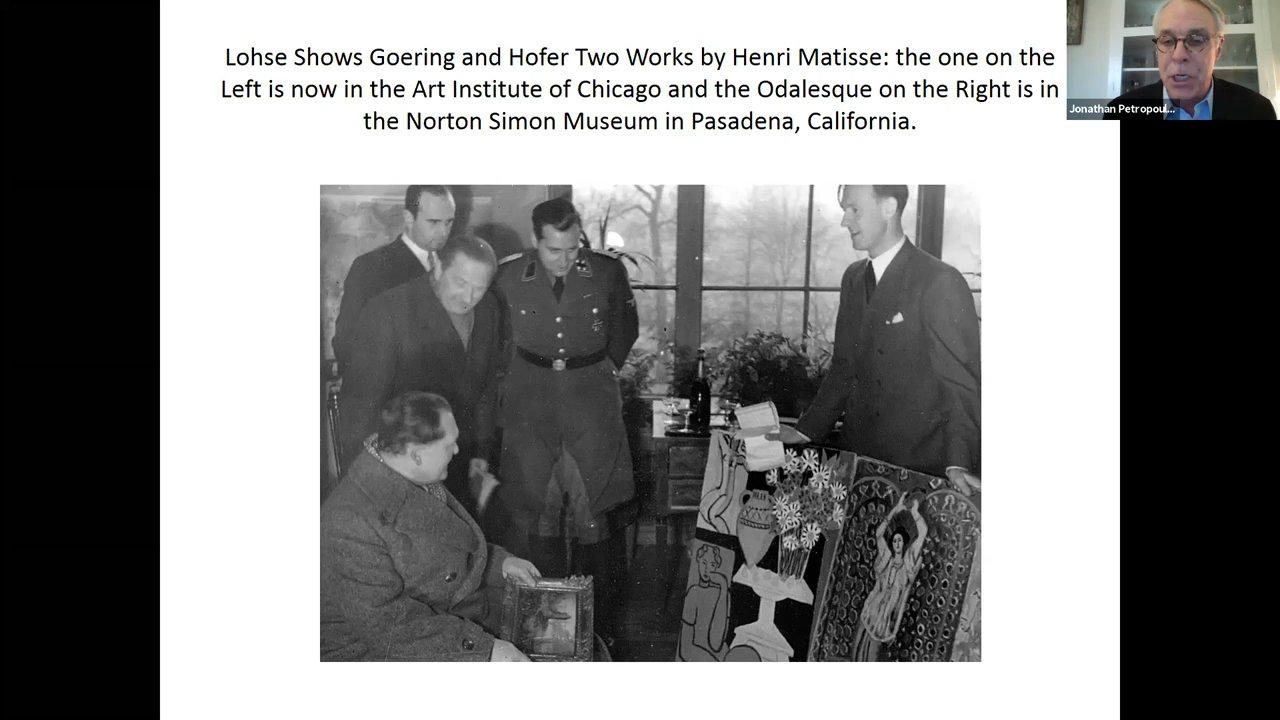 Lohse Shows Goering and Hofer Two Works by Henri Matisse: the one on the
Left is now in the Art Institute of Chicago and the Odalesque on the Right is in
the Norton Simon Museum in Pasadena, California.
Jonathan Petropoul...